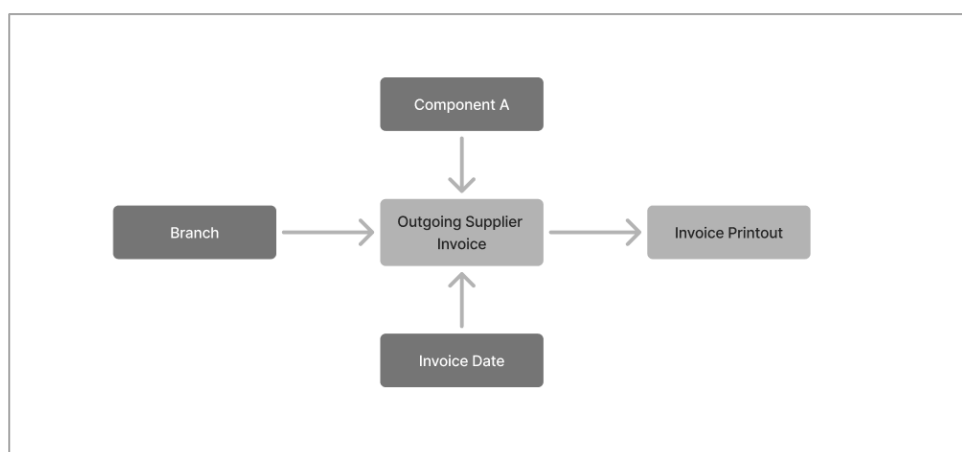 Component A
Branch
Outgoing Supplier
Invoice
Invoice Printout
Invoice Date